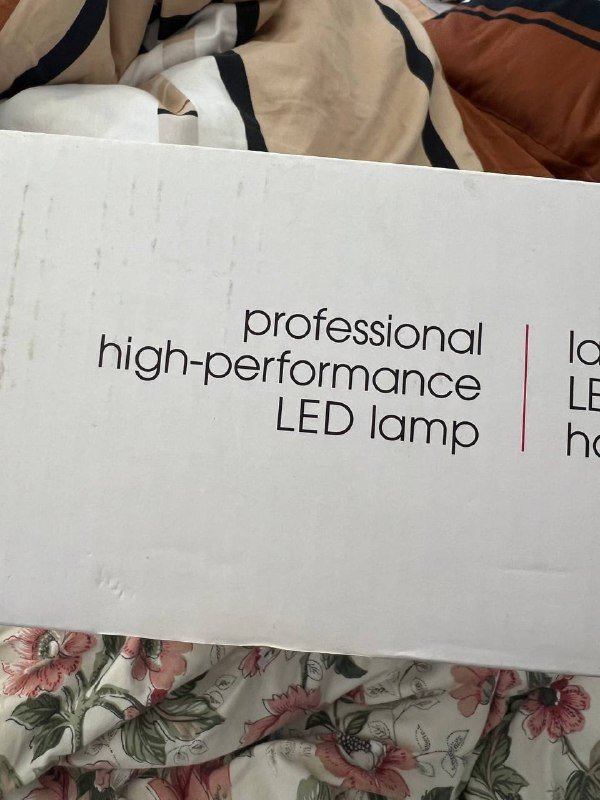 professional
high-performance
LED lamp